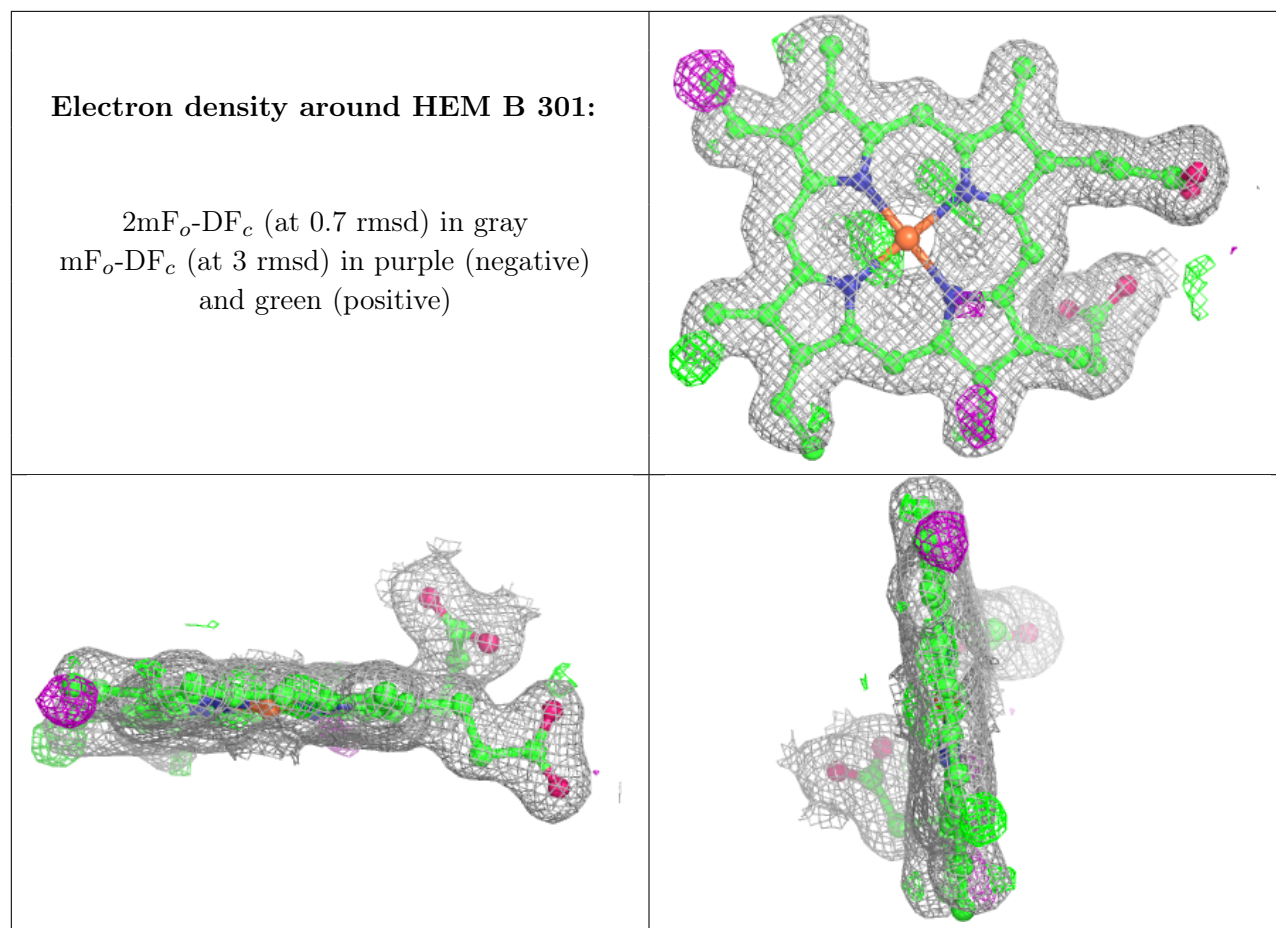 Electron density around HEM B 301:
2mFo-DFc (at 0.7 rmsd) in gray
mFo-DFc (at 3 rmsd) in purple (negative)
and green (positive)